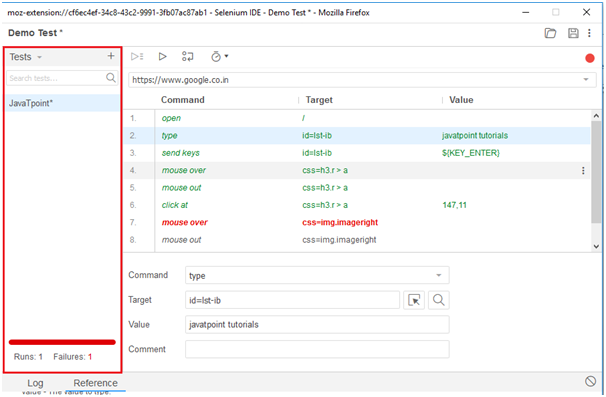 moz-extension://cf6ec4ef-34c8-43c2-9991-3fb07ac87ab1 - Selenium IDE - Demo Test * - Mozilla Firefox
Demo Test *
Tests
Search tests...
JavaTpoint*
Runs: 1 Failures: 1
https://www.google.co.in
Command Target Value
1. open /
2. type id=lst-ib javatpoint tutorials
3. send keys id=lst-ib ${KEY_ENTER}
4. mouse over css=h3.r > a
5. mouse out css=h3.r > a
6. click at css=h3.r > a 147,11
7. mouse over css=img.imageright
8. mouse out css=img.imageright
Command type
Target id=lst-ib
Value javatpoint tutorials
Comment
Log Reference
value - The value to type.